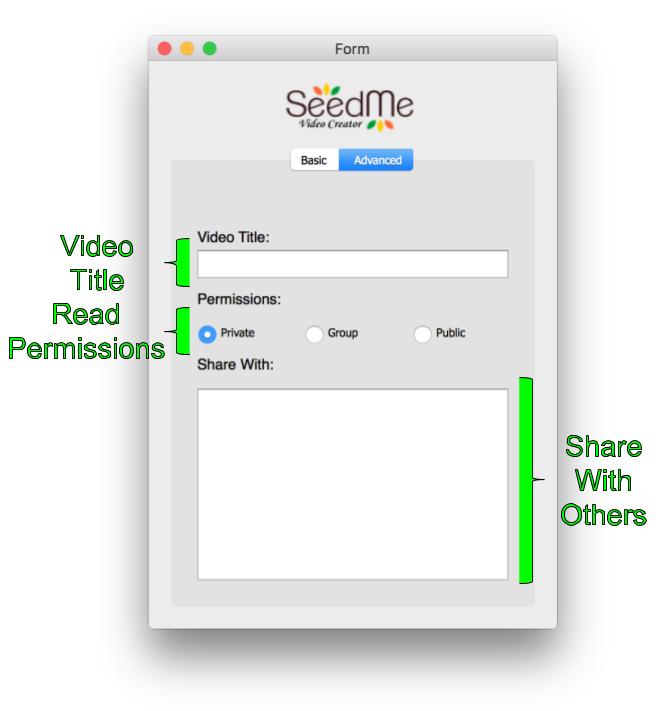 Form
SeedMe
Video Creator
Basic Advanced
Video Title:
Video
Title
Permissions:
Read
Permissions
Private Group Public
Share With:
Share
With
Others